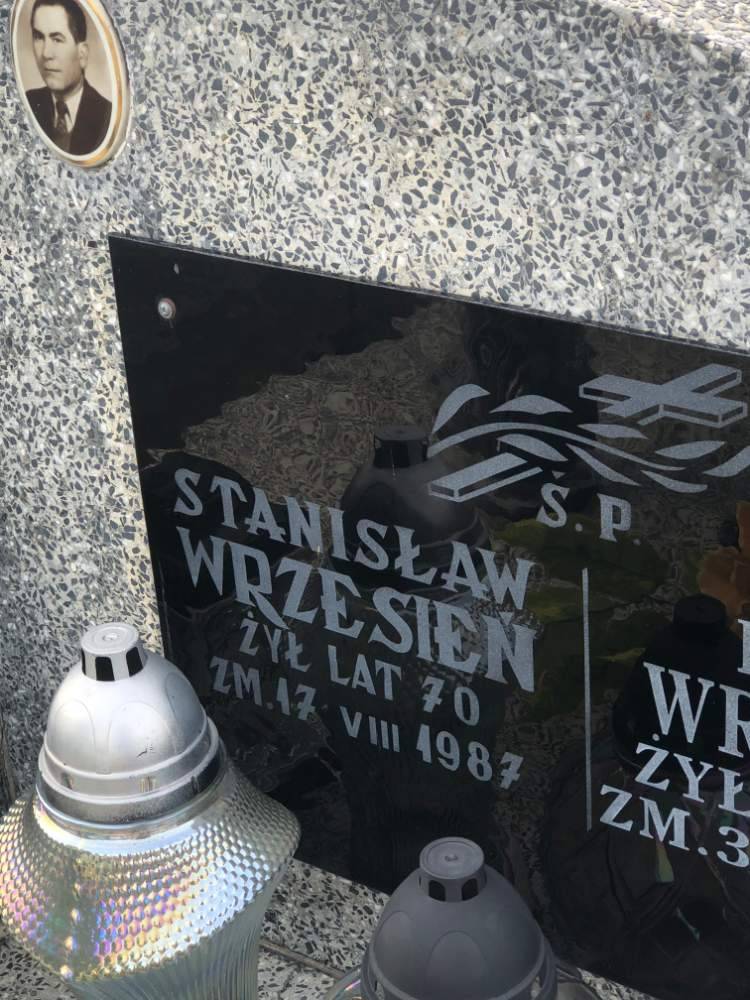 Ś. P.
STANISŁAW
WRZESIEŃ
ŻYŁ LAT 70
ZM. 17 VIII 1987
WR
ŻYŁ
ZM. 3